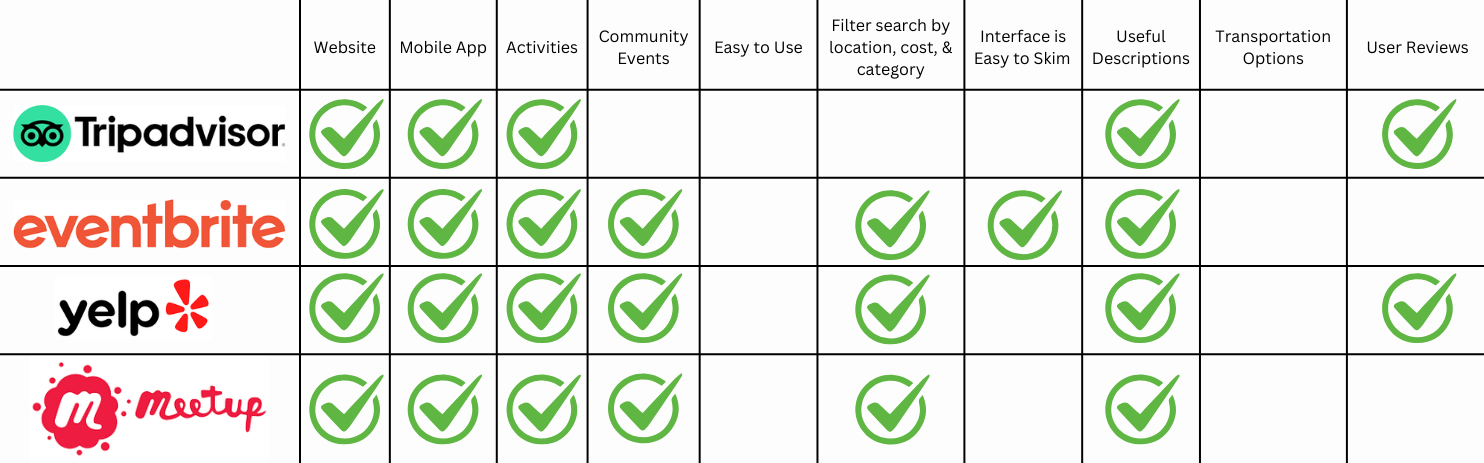 Website
Mobile App
Activities
Community
Events
Easy to Use
Filter search by
location, cost, &
category
Interface is
Easy to Skim
Useful
Descriptions
Transportation
Options
User Reviews
Tripadvisor
eventbrite
yelp
m meetup